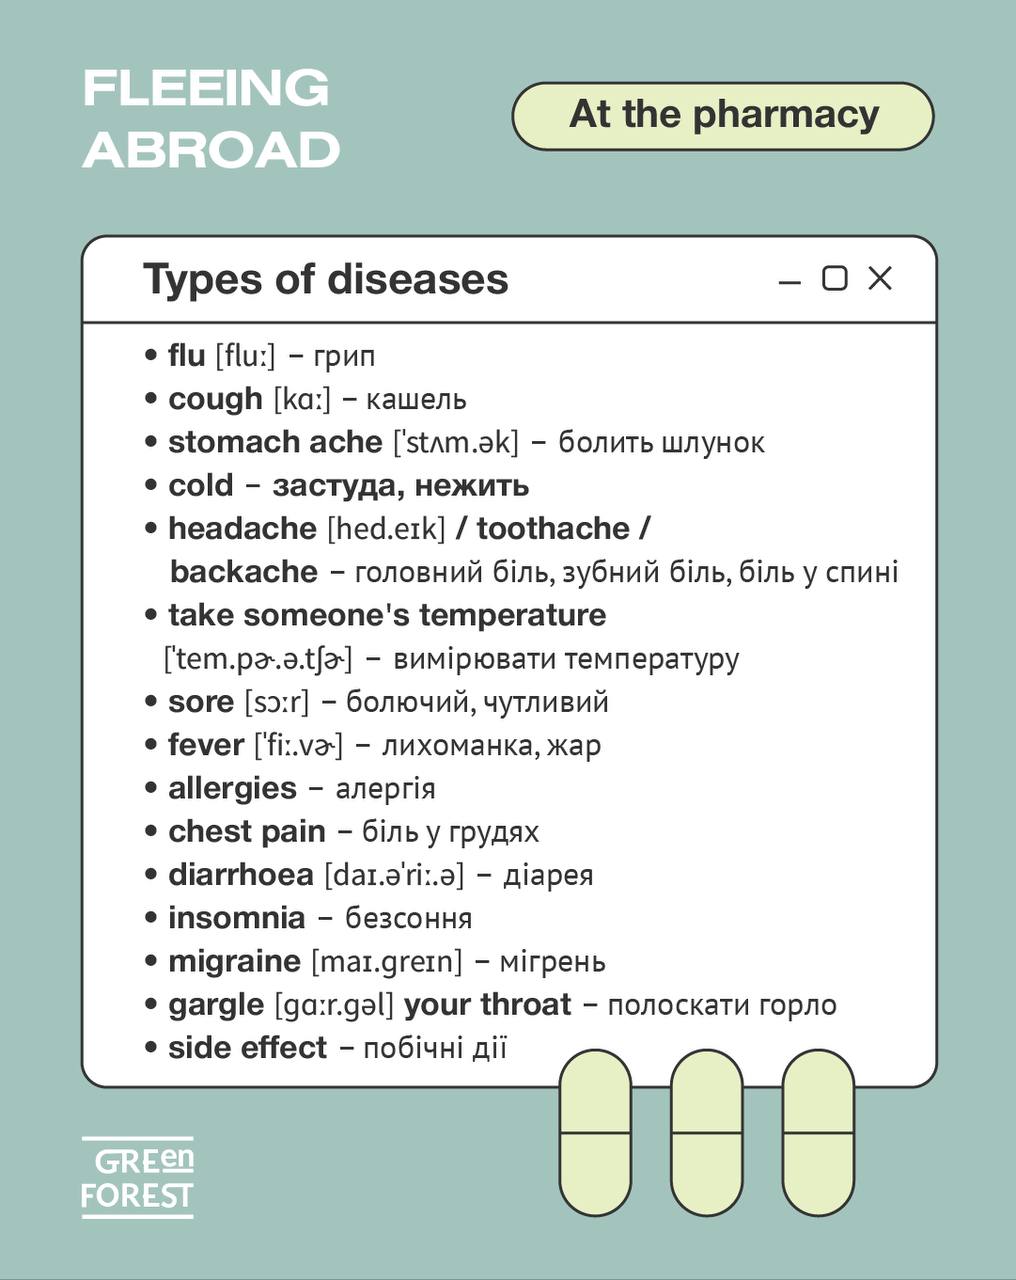 FLEEING
ABROAD
At the pharmacy
Types of diseases
• flu [fluː] – грип
• cough [kɑː] – кашель
• stomach ache [ˈstʌm.ək] – болить шлунок
• cold – застуда, нежить
• headache [hed.eɪk] / toothache /
backache – головний біль, зубний біль, біль у спині
• take someone's temperature
[ˈtem.pɚ.ə.tʃɚ] – вимірювати температуру
• sore [sɔːr] – болючий, чутливий
• fever [ˈfiː.vɚ] – лихоманка, жар
• allergies – алергія
• chest pain – біль у грудях
• diarrhoea [daɪ.əˈriː.ə] – діарея
• insomnia – безсоння
• migraine [maɪ.greɪn] – мігрень
• gargle [gɑːr.gəl] your throat – полоскати горло
• side effect – побічні дії
GREen
FOREST